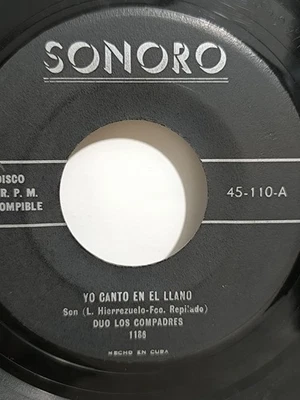 SONORO
DISCO
R. P. M.
OMPIBLE
45-110-A
YO CANTO EN EL LLANO
Son (L. Hierrezuelo-Fco. Repilado)
DUO LOS COMPADRES
1186
HECHO EN CUBA